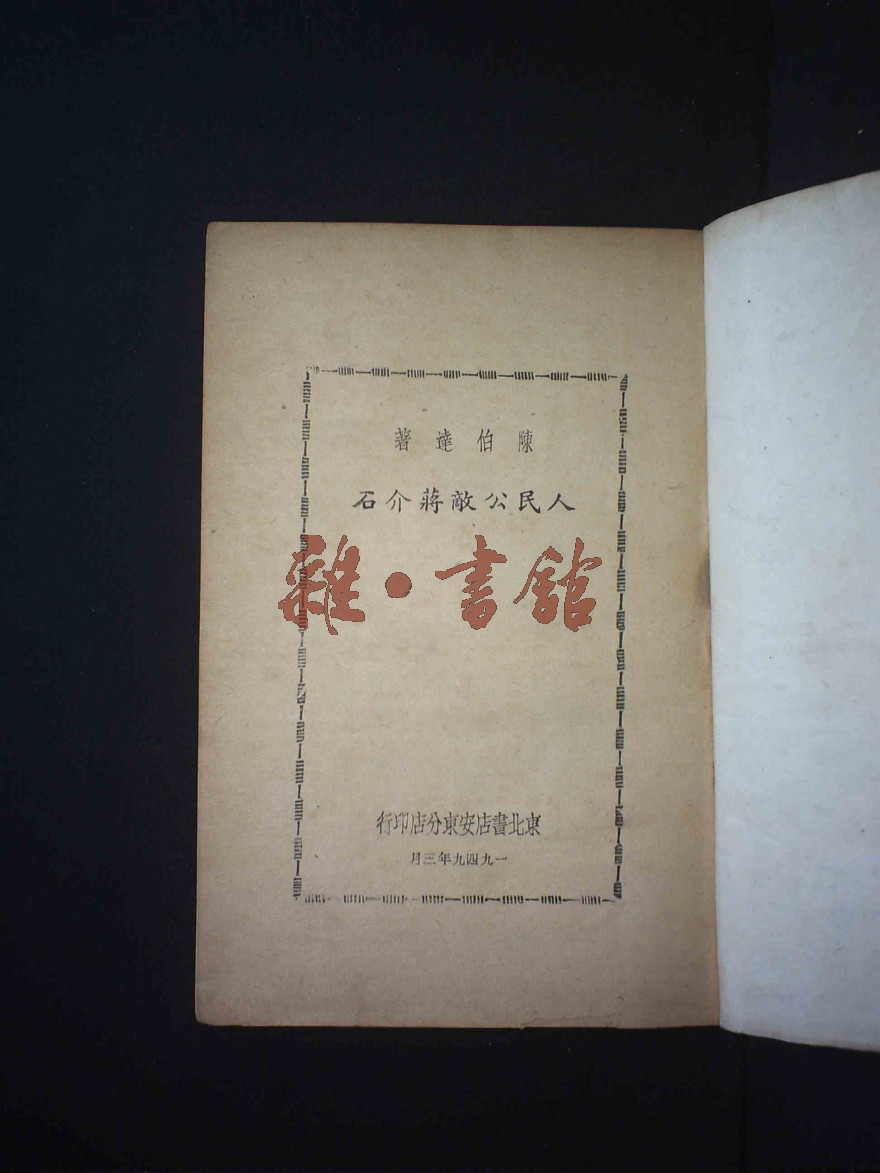 陳伯達著
人民公敵蔣介石
雜·書館
東北書店安東分店印行
一九四九年三月